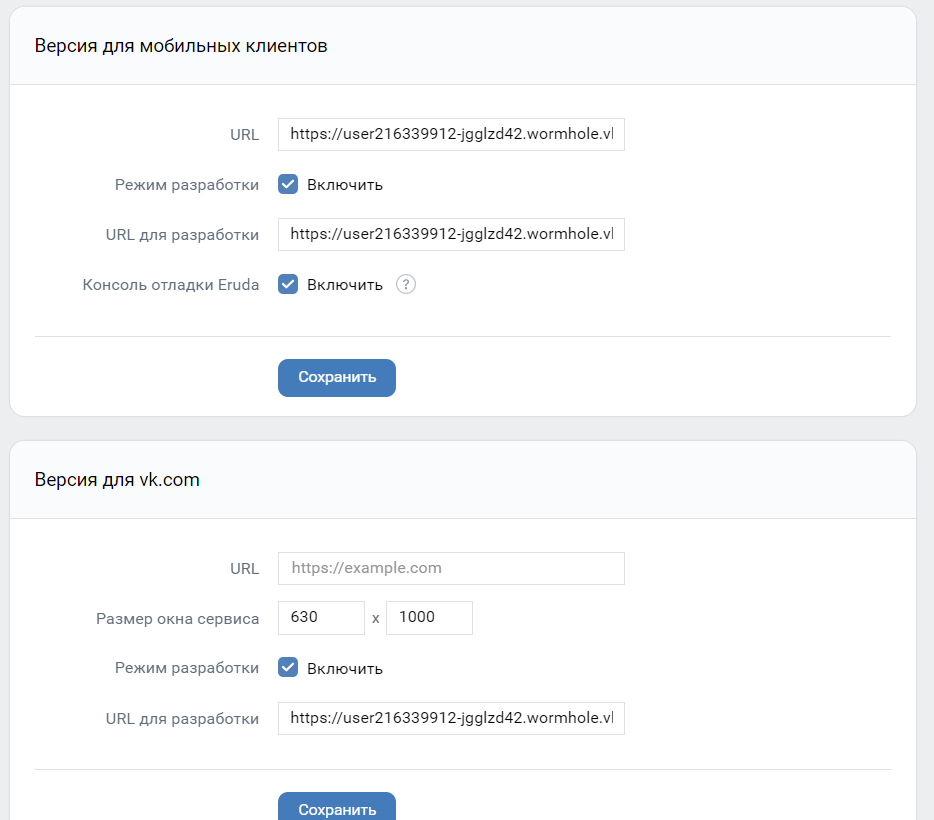 Версия для мобильных клиентов
URL https://user216339912-jgglzd42.wormhole.vl
Режим разработки Включить
URL для разработки https://user216339912-jgglzd42.wormhole.vl
Консоль отладки Eruda Включить ?
Сохранить
Версия для vk.com
URL https://example.com
Размер окна сервиса 630 x 1000
Режим разработки Включить
URL для разработки https://user216339912-jgglzd42.wormhole.vl
Сохранить